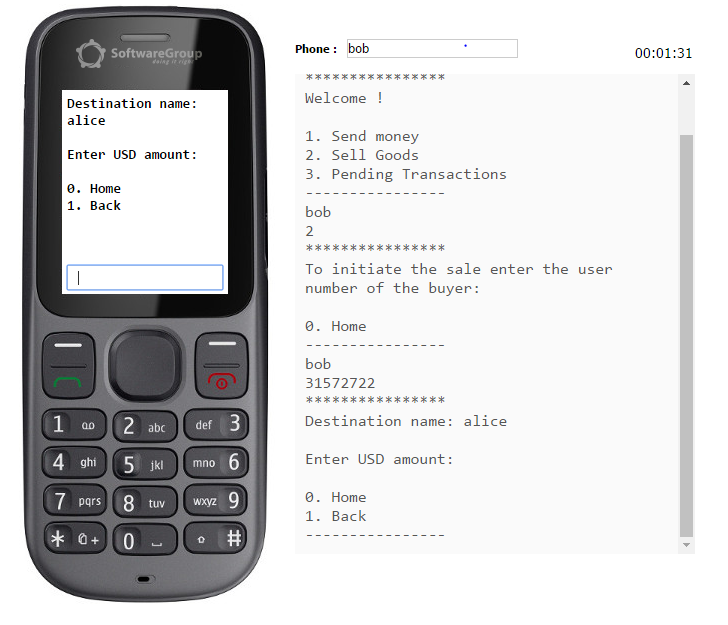 SoftwareGroup
doing it right
Destination name:
alice
Enter USD amount:
0. Home
1. Back
1
2 abc
def 3
4 ghi
5 jkl
mno 6
7 pqrs
8 tuv
wxyz 9
* +
0
#
Phone : bob
00:01:31
****************
Welcome !
1. Send money
2. Sell Goods
3. Pending Transactions
----------------
bob
2
****************
To initiate the sale enter the user
number of the buyer:
0. Home
----------------
bob
31572722
****************
Destination name: alice
Enter USD amount:
0. Home
1. Back
----------------